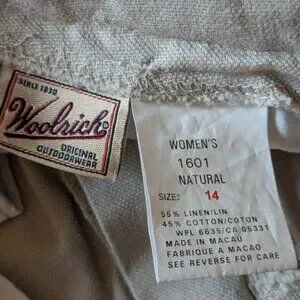 SINCE 1830.
Woolrich
ORIGINAL
OUTDOORWEAR
WOMEN'S
1601
NATURAL
SIZE: 14
55% LINEN/LIN
45% COTTON/COTON
WPL 6635/CA 05331
MADE IN MACAU
FABRIQUE A MACAO
SEE REVERSE FOR CARE